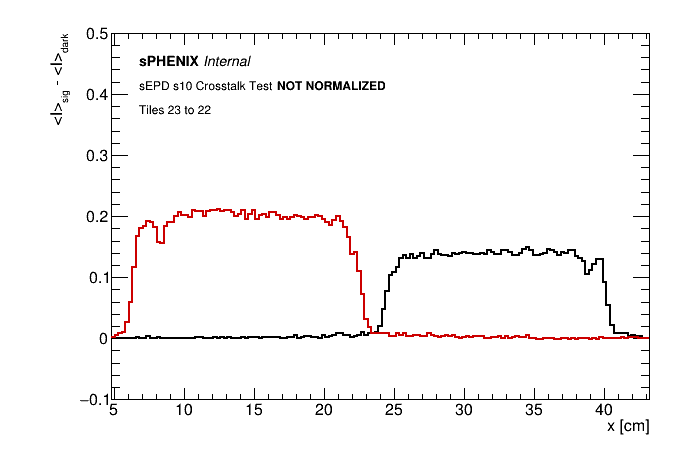 <I>sig - <I>dark
0.5
0.4
0.3
0.2
0.1
0
−0.1
sPHENIX Internal
sEPD s10 Crosstalk Test NOT NORMALIZED
Tiles 23 to 22
5 10 15 20 25 30 35 40
x [cm]